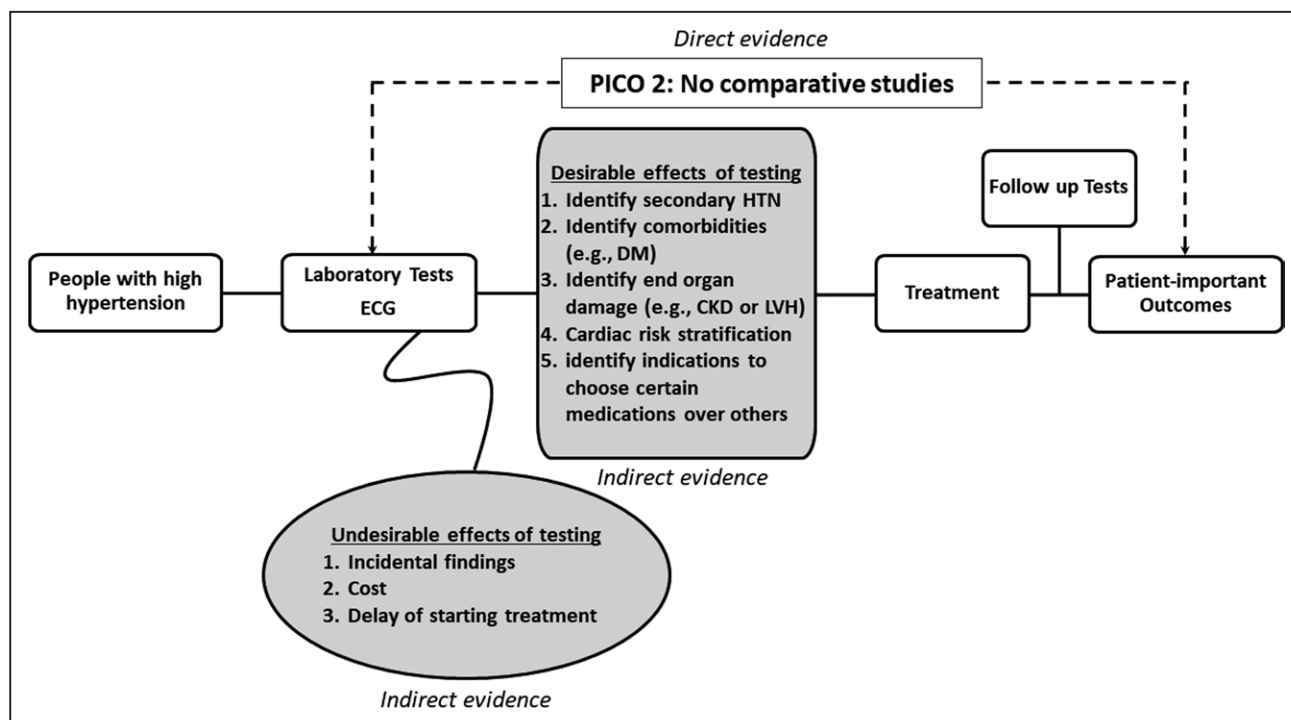 Direct evidence
PICO 2: No comparative studies
Desirable effects of testing
1. Identify secondary HTN
2. Identify comorbidities
(e.g., DM)
3. Identify end organ
damage (e.g., CKD or LVH)
4. Cardiac risk stratification
5. identify indications to
choose certain
medications over others
Indirect evidence
People with high
hypertension
Laboratory Tests
ECG
Treatment
Follow up Tests
Patient-important
Outcomes
Undesirable effects of testing
1. Incidental findings
2. Cost
3. Delay of starting treatment
Indirect evidence